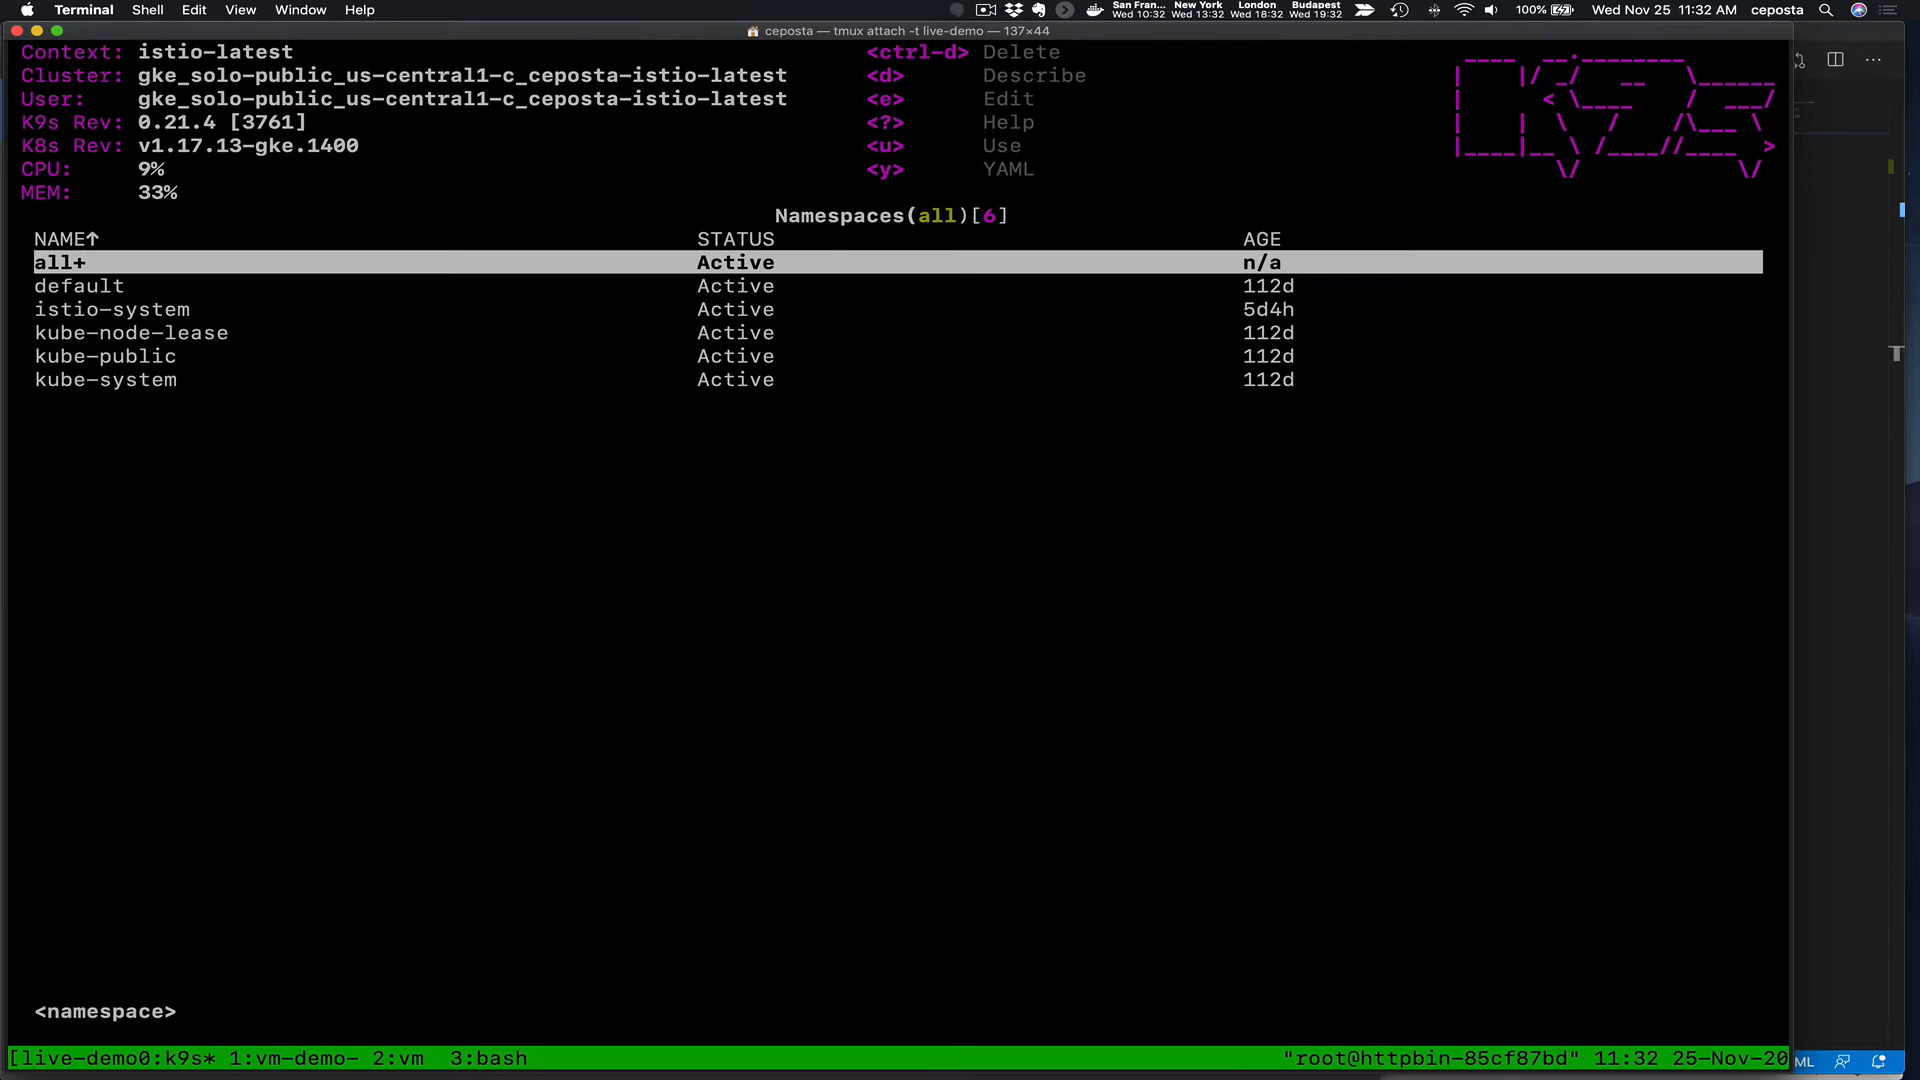 Terminal Shell Edit View Window Help San Fran... Wed 10:32 New York Wed 13:32 London Wed 18:32 Budapest Wed 19:32 100% Wed Nov 25 11:32 AM ceposta
ceposta — tmux attach -t live-demo — 137×44
Context: istio-latest <ctrl-d> Delete
Cluster: gke_solo-public_us-central1-c_ceposta-istio-latest <d> Describe
User: gke_solo-public_us-central1-c_ceposta-istio-latest <e> Edit
K9s Rev: 0.21.4 [3761] <?> Help
K8s Rev: v1.17.13-gke.1400 <u> Use
CPU: 9% <y> YAML
MEM: 33%
Namespaces(all)[6]
NAME↑ STATUS AGE
all+ Active n/a
default Active 112d
istio-system Active 5d4h
kube-node-lease Active 112d
kube-public Active 112d
kube-system Active 112d
<namespace>
[live-demo0:k9s* 1:vm-demo- 2:vm 3:bash "root@httpbin-85cf87bd" 11:32 25-Nov-20 ML